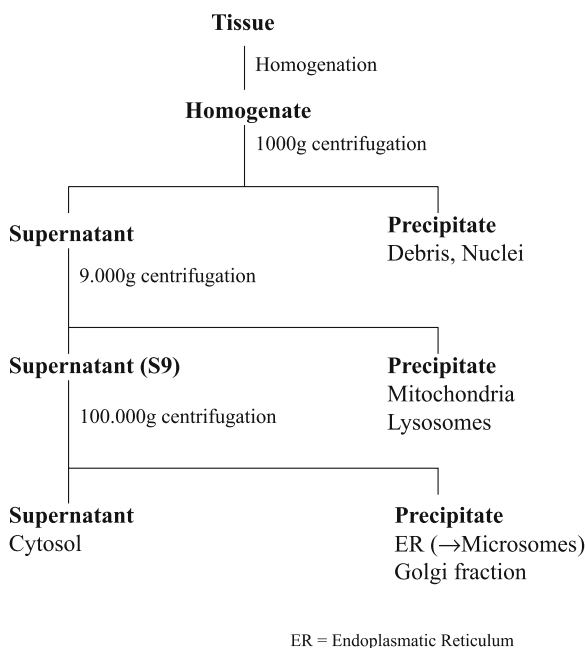 Tissue
Homogenation
Homogenate
1000g centrifugation
Supernatant
Precipitate
Debris, Nuclei
9.000g centrifugation
Supernatant (S9)
Precipitate
Mitochondria
Lysosomes
100.000g centrifugation
Supernatant
Cytosol
Precipitate
ER (→Microsomes)
Golgi fraction
ER = Endoplasmatic Reticulum